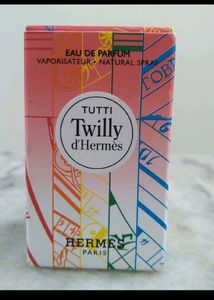 EAU DE PARFUM
VAPORISATEUR • NATURAL SPRAY
TUTTI
Twilly
d'Hermès
HERMÈS
PARIS